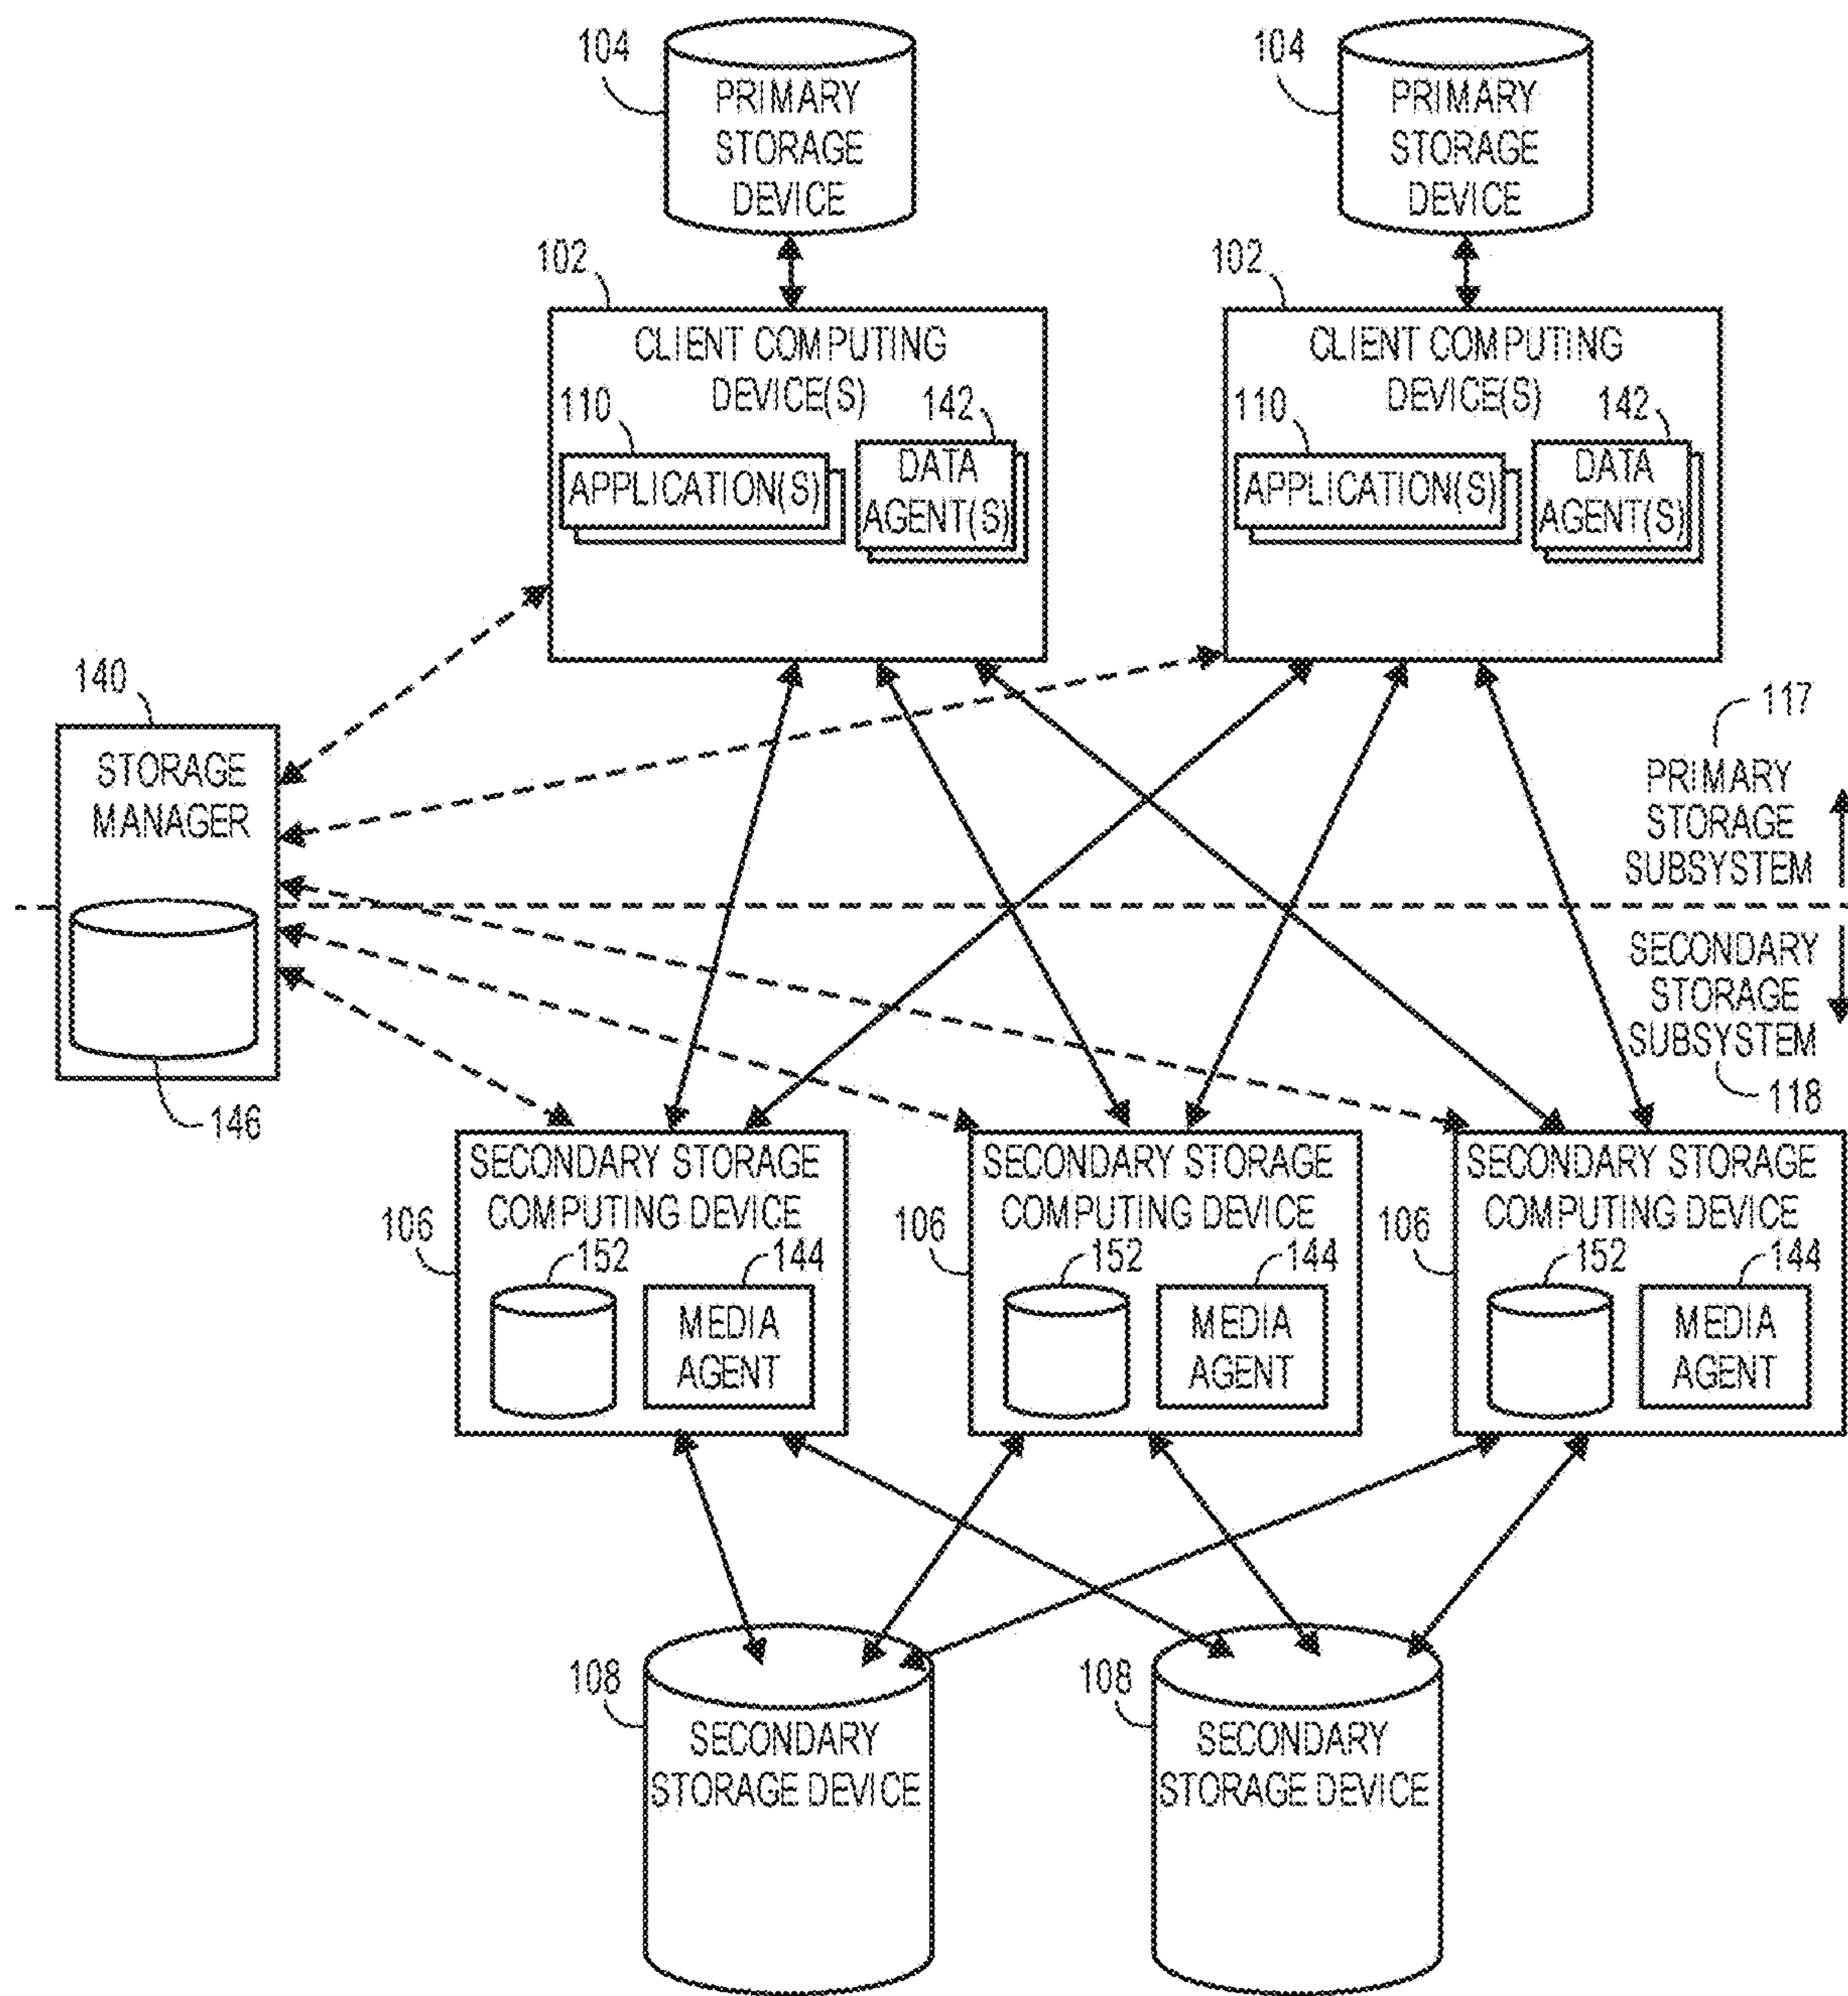 104
PRIMARY
STORAGE
DEVICE
104
PRIMARY
STORAGE
DEVICE
102
CLIENT COMPUTING
DEVICE(S)
110
142
APPLICATION(S)
DATA
AGENT(S)
102
CLIENT COMPUTING
DEVICE(S)
110
142
APPLICATION(S)
DATA
AGENT(S)
140
STORAGE
MANAGER
146
117
PRIMARY
STORAGE
SUBSYSTEM
SECONDARY
STORAGE
SUBSYSTEM
118
106
SECONDARY STORAGE
COMPUTING DEVICE
152
144
MEDIA
AGENT
106
SECONDARY STORAGE
COMPUTING DEVICE
152
144
MEDIA
AGENT
106
SECONDARY STORAGE
COMPUTING DEVICE
152
144
MEDIA
AGENT
108
SECONDARY
STORAGE DEVICE
108
SECONDARY
STORAGE DEVICE